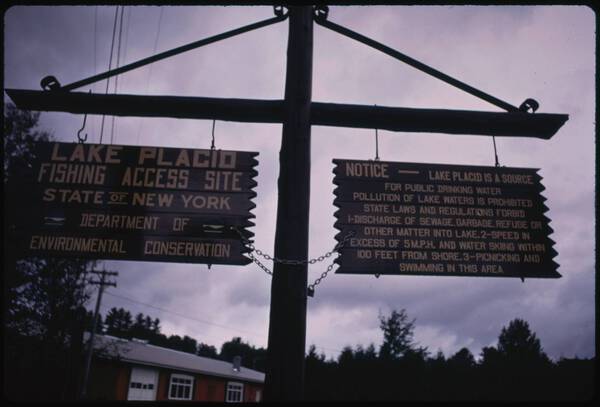 LAKE PLACID
FISHING ACCESS SITE
STATE OF NEW YORK
DEPARTMENT OF
ENVIRONMENTAL CONSERVATION
NOTICE — LAKE PLACID IS A SOURCE
FOR PUBLIC DRINKING WATER
POLLUTION OF LAKE WATERS IS PROHIBITED
STATE LAWS AND REGULATIONS FORBID
1-DISCHARGE OF SEWAGE, GARBAGE, REFUSE OR
OTHER MATTER INTO LAKE, 2-SPEED IN
EXCESS OF 5 M.P.H. AND WATER SKIING WITHIN
100 FEET FROM SHORE, 3-PICNICKING AND
SWIMMING IN THIS AREA